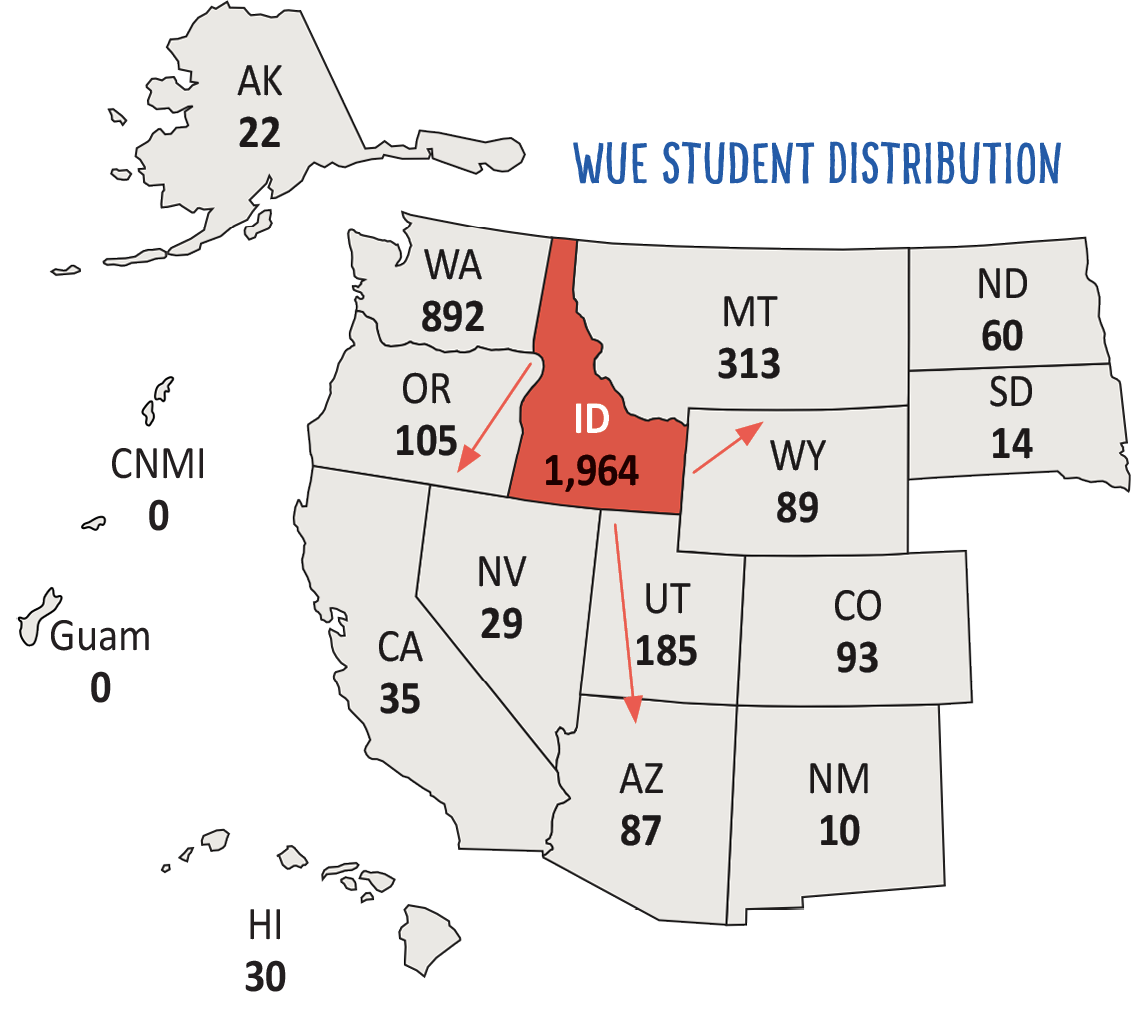 AK
22
WUE STUDENT DISTRIBUTION
WA
892
MT
313
ND
60
OR
105
ID
1,964
SD
14
WY
89
CNMI
0
NV
29
UT
185
CO
93
Guam
0
CA
35
AZ
87
NM
10
HI
30